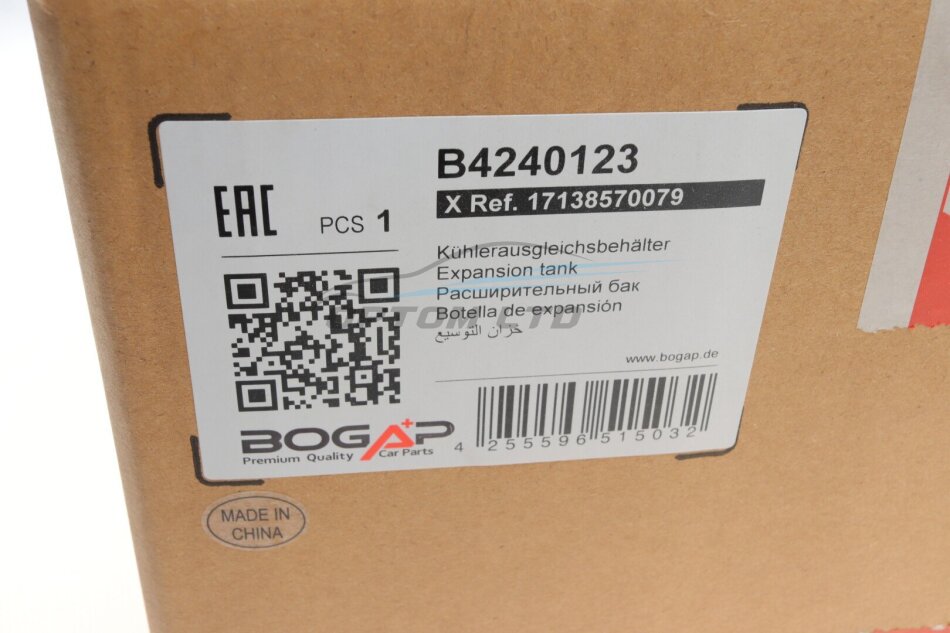 B4240123
X Ref. 17138570079
EAC
PCS 1
Kühlerausgleichsbehälter
Expansion tank
Расширительный бак
Botella de expansión
خزان التوسيع
www.bogap.de
BOGAP
Premium Quality Car Parts
4 255596 515032
MADE IN
CHINA